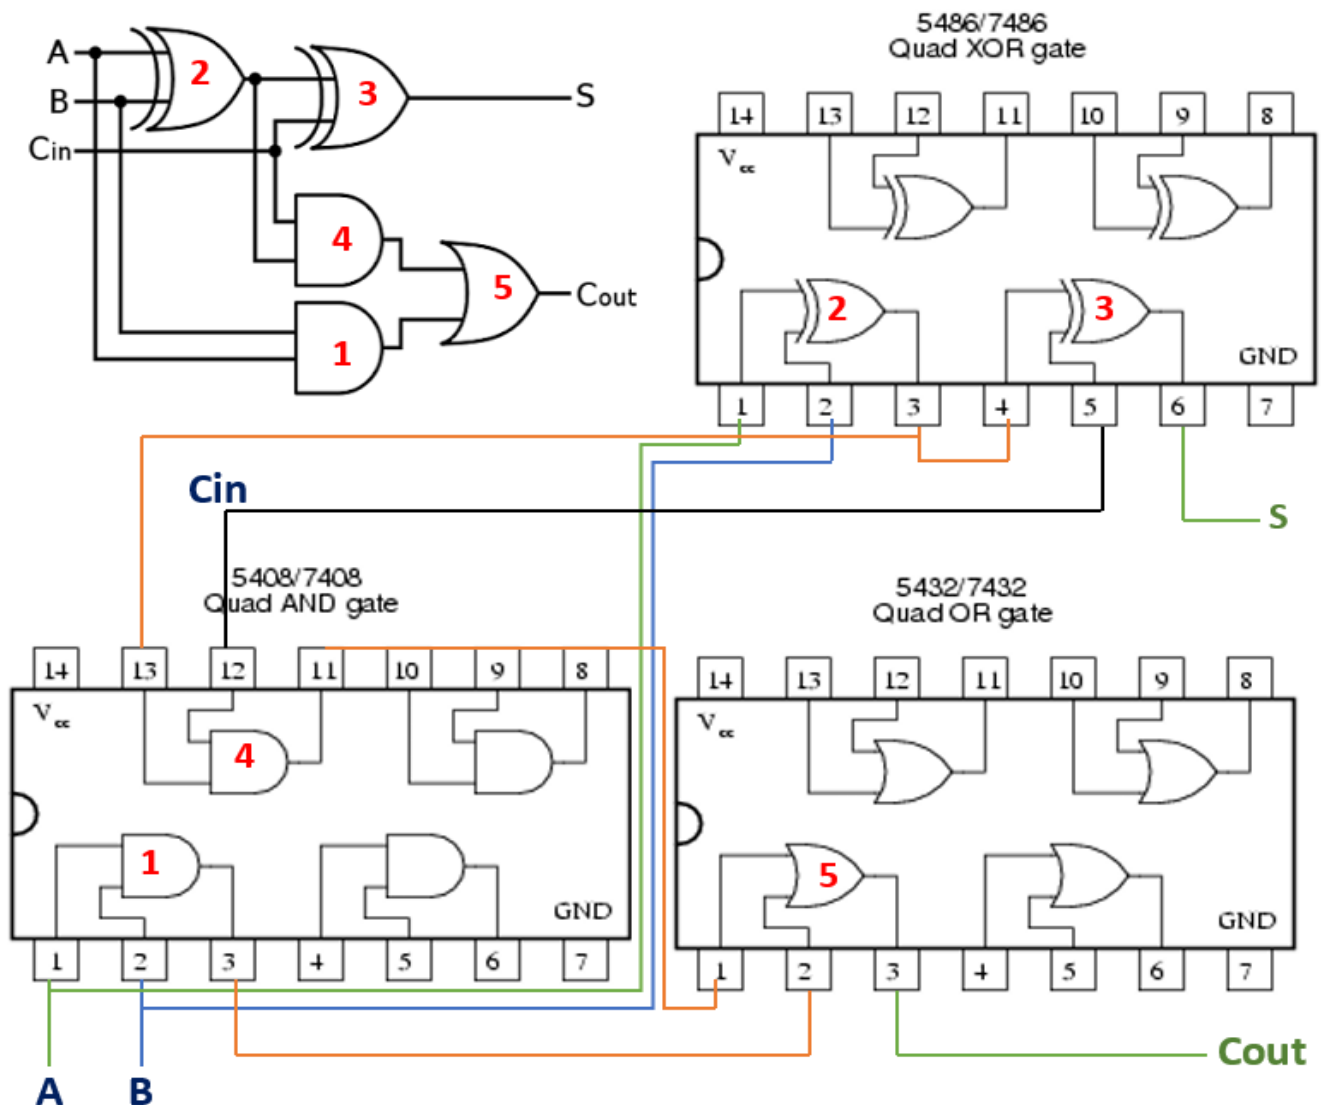 A
B
Cin
2
3
S
4
5
Cout
1
5486/7486
Quad XOR gate
14 13 12 11 10 9 8
Vcc
2 3
GND
1 2 3 4 5 6 7
Cin
S
5408/7408
Quad AND gate
14 13 12 11 10 9 8
Vcc
4
1
GND
1 2 3 4 5 6 7
A B
5432/7432
Quad OR gate
14 13 12 11 10 9 8
Vcc
5
GND
1 2 3 4 5 6 7
Cout